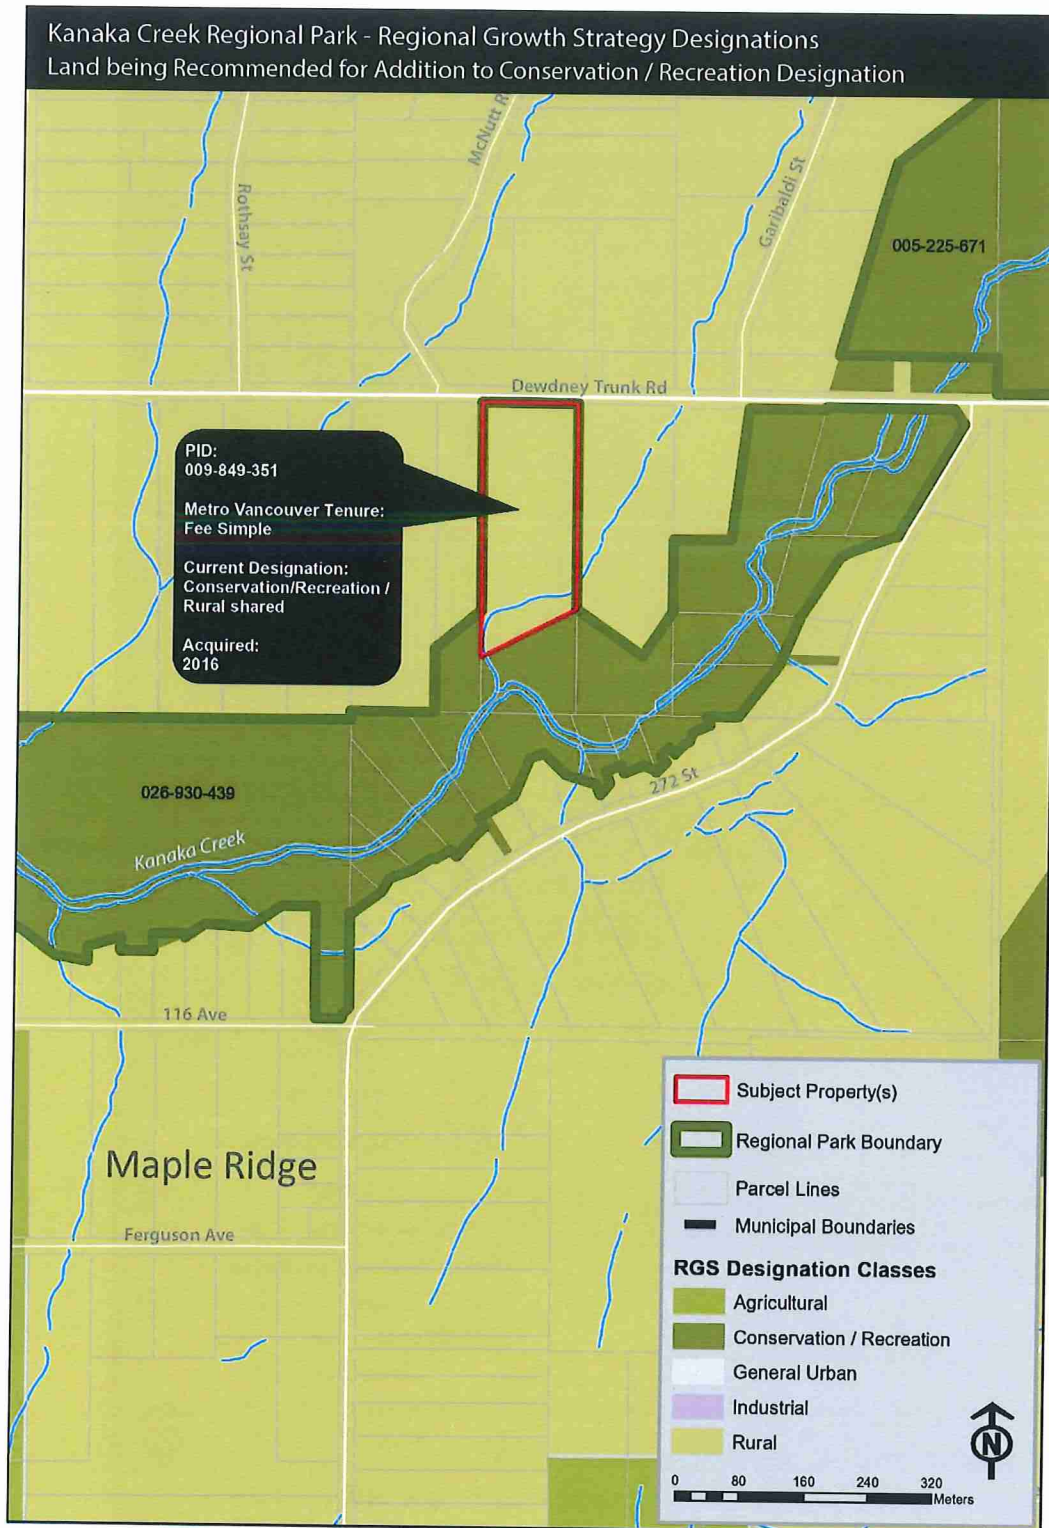 Kanaka Creek Regional Park - Regional Growth Strategy Designations
Land being Recommended for Addition to Conservation / Recreation Designation
McNutt R
Rothsay St
Garibaldi St
005-225-671
Dewdney Trunk Rd
PID:
009-849-351
Metro Vancouver Tenure:
Fee Simple
Current Designation:
Conservation/Recreation /
Rural shared
Acquired:
2016
026-930-439
272 St
Kanaka Creek
116 Ave
Maple Ridge
Ferguson Ave
Subject Property(s)
Regional Park Boundary
Parcel Lines
Municipal Boundaries
RGS Designation Classes
Agricultural
Conservation / Recreation
General Urban
Industrial
Rural
N
0 80 160 240 320
Meters